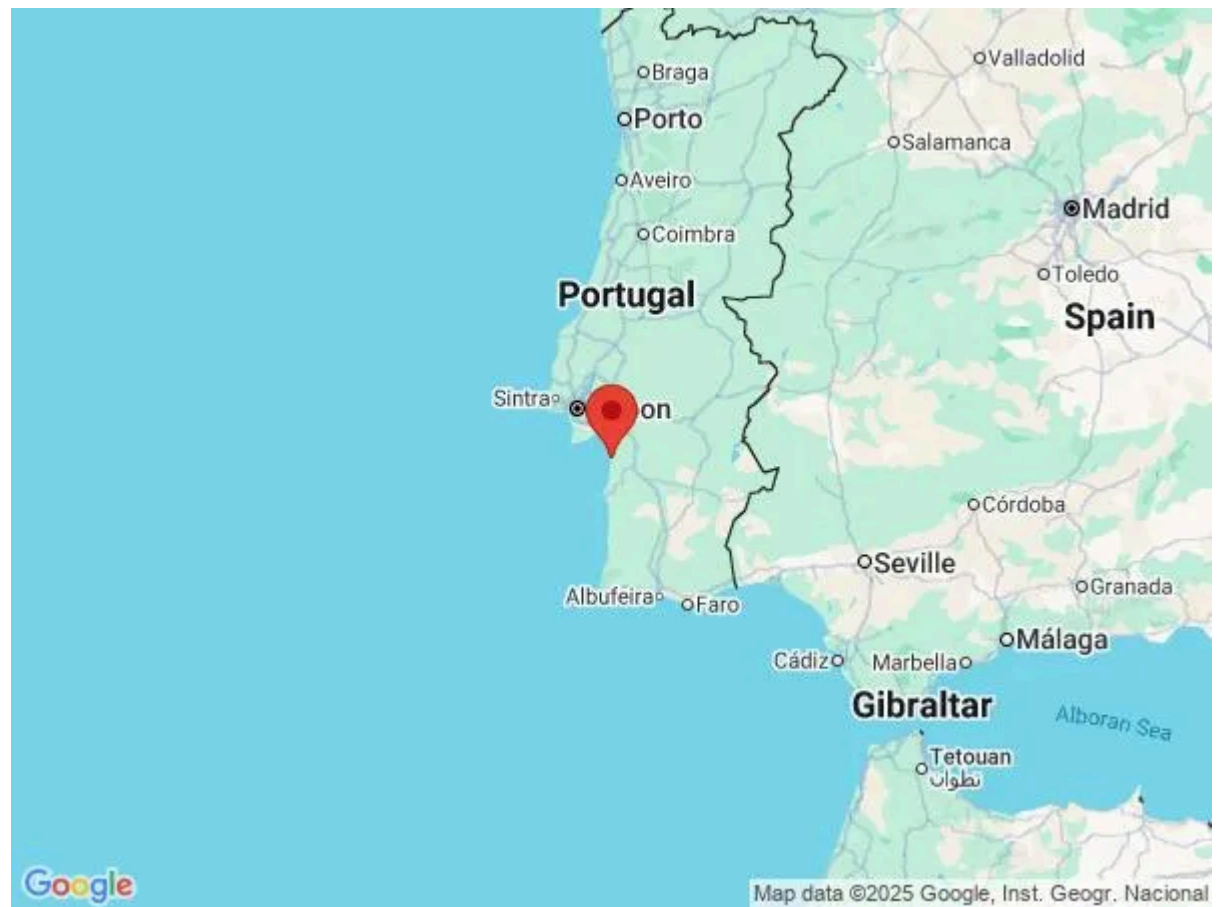 Valladolid
Braga
Porto
Salamanca
Aveiro
Madrid
Coimbra
Toledo
Portugal
Spain
Sintra
on
Córdoba
Seville
Granada
Albufeira
Faro
Málaga
Cádiz
Marbella
Gibraltar
Alboran Sea
Tetouan
تطوان
Google
Map data ©2025 Google, Inst. Geogr. Nacional